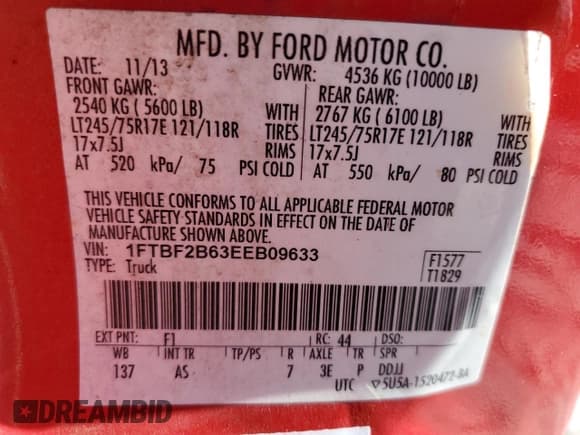 MFD. BY FORD MOTOR CO.
DATE: 11/13 GVWR: 4536 KG (10000 LB)
FRONT GAWR: REAR GAWR:
2540 KG ( 5600 LB) WITH 2767 KG ( 6100 LB) WITH
LT245/75R17E 121/118R TIRES LT245/75R17E 121/118R TIRES
17x7.5J RIMS 17x7.5J RIMS
AT 520 kPa/ 75 PSI COLD AT 550 kPa/ 80 PSI COLD
THIS VEHICLE CONFORMS TO ALL APPLICABLE FEDERAL MOTOR
VEHICLE SAFETY STANDARDS IN EFFECT ON THE DATE OF
MANUFACTURE SHOWN ABOVE.
VIN: 1FTBF2B63EEB09633 F1577
TYPE: Truck T1829
EXT PNT: F1 RC: 44 DSO:
WB INT TR TP/PS R AXLE TR SPR
137 AS 7 3E P DDJJ
UTC ▽5U5A-1520472-BA
DREAMBID